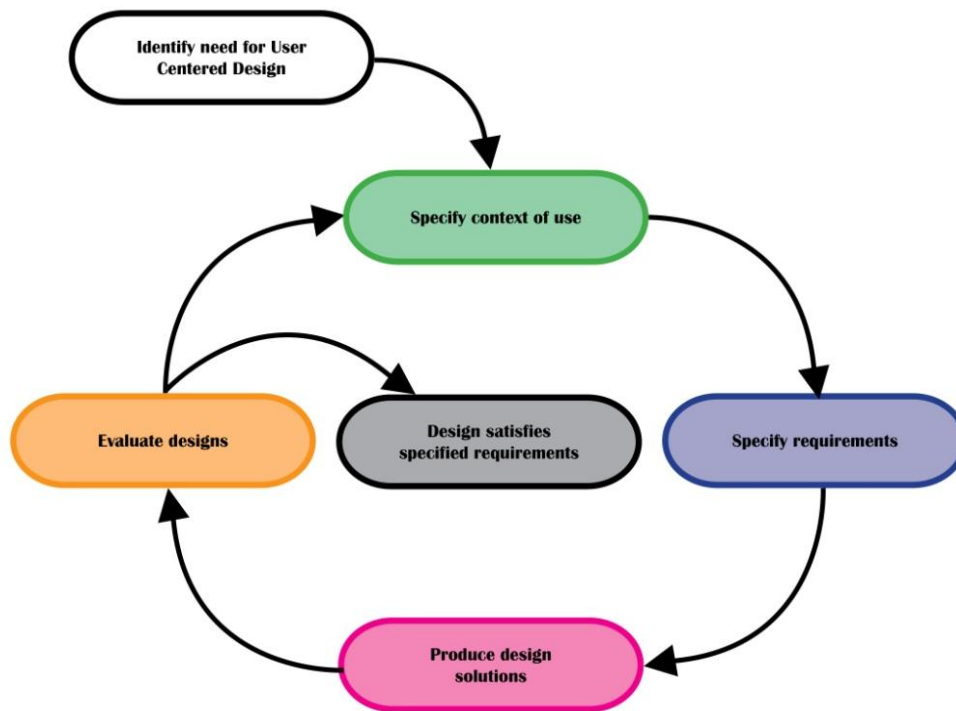 Identify need for User
Centered Design
Specify context of use
Evaluate designs
Design satisfies
specified requirements
Specify requirements
Produce design
solutions